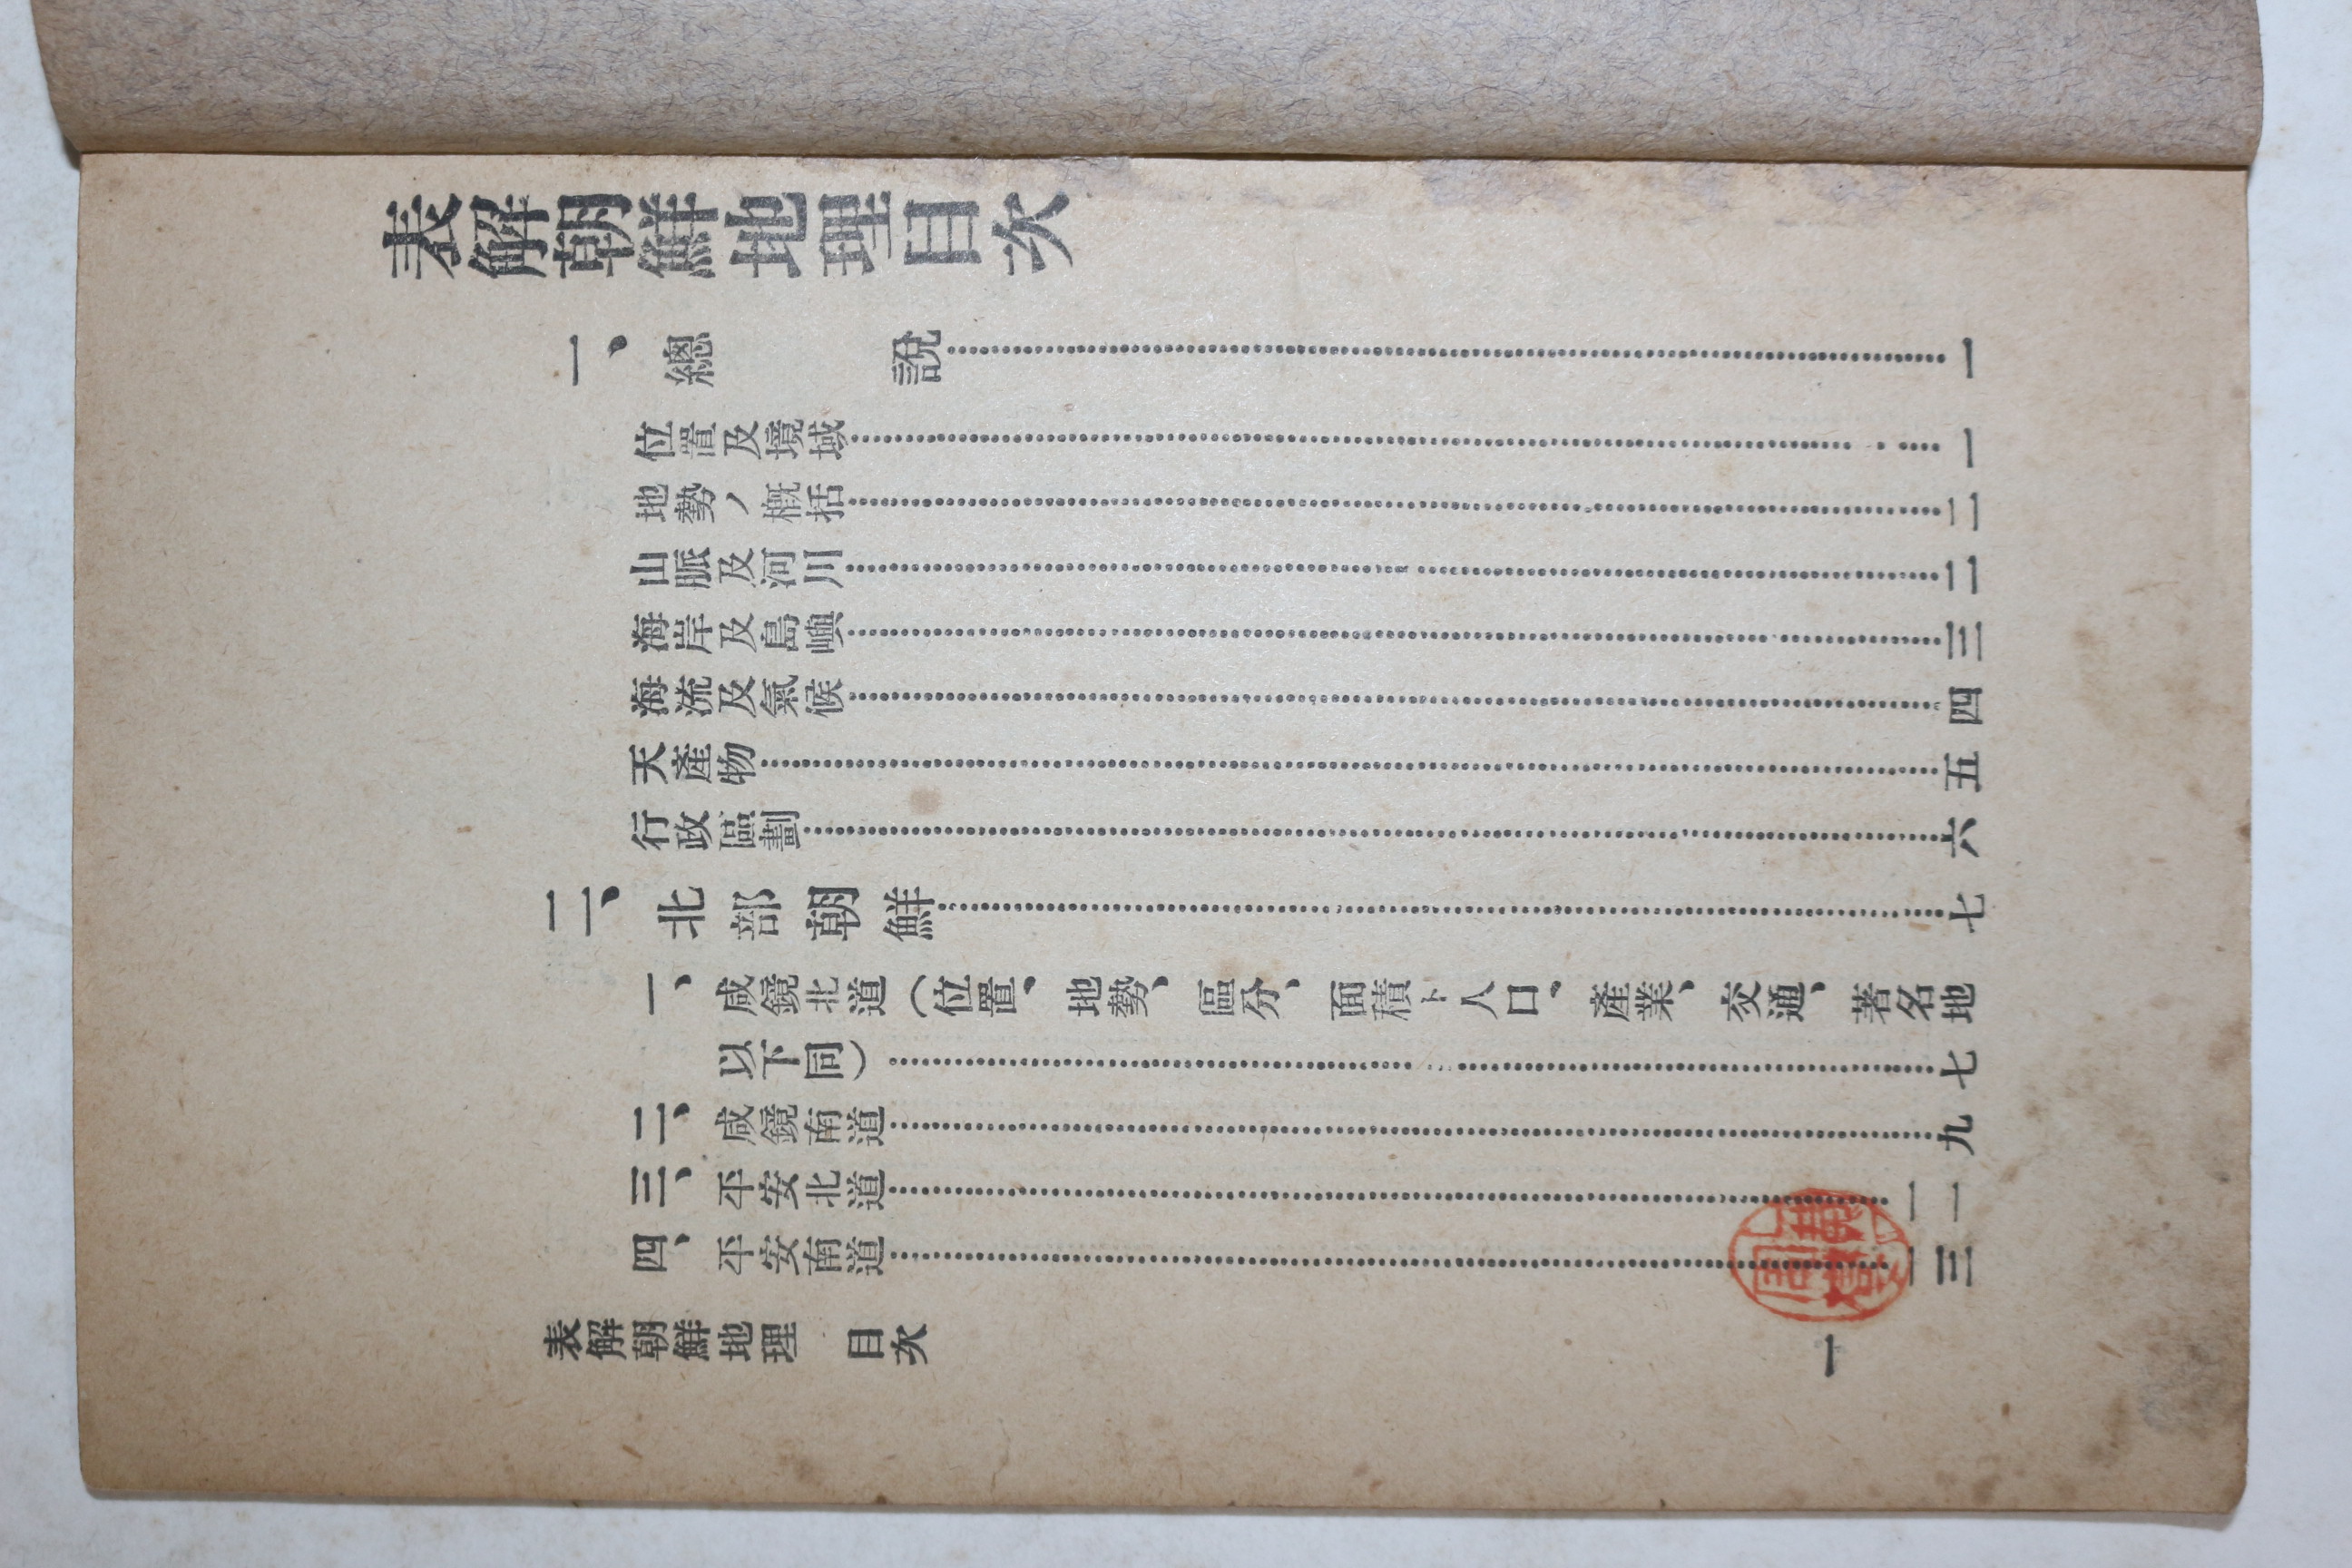 表解朝鮮地理目次
一、總　　說……………一
位置及境域……………一
地勢ノ槪括……………二
山脈及河川……………二
海岸及島嶼……………三
海流及氣候……………四
天產物……………五
行政區劃……………六
二、北部朝鮮……………七
一、咸鏡北道（位置、地勢、區分、面積ト人口、產業、交通、著名地
以下同）……………七
二、咸鏡南道……………九
三、平安北道……………一一
四、平安南道……………一三
表解朝鮮地理　目次　一